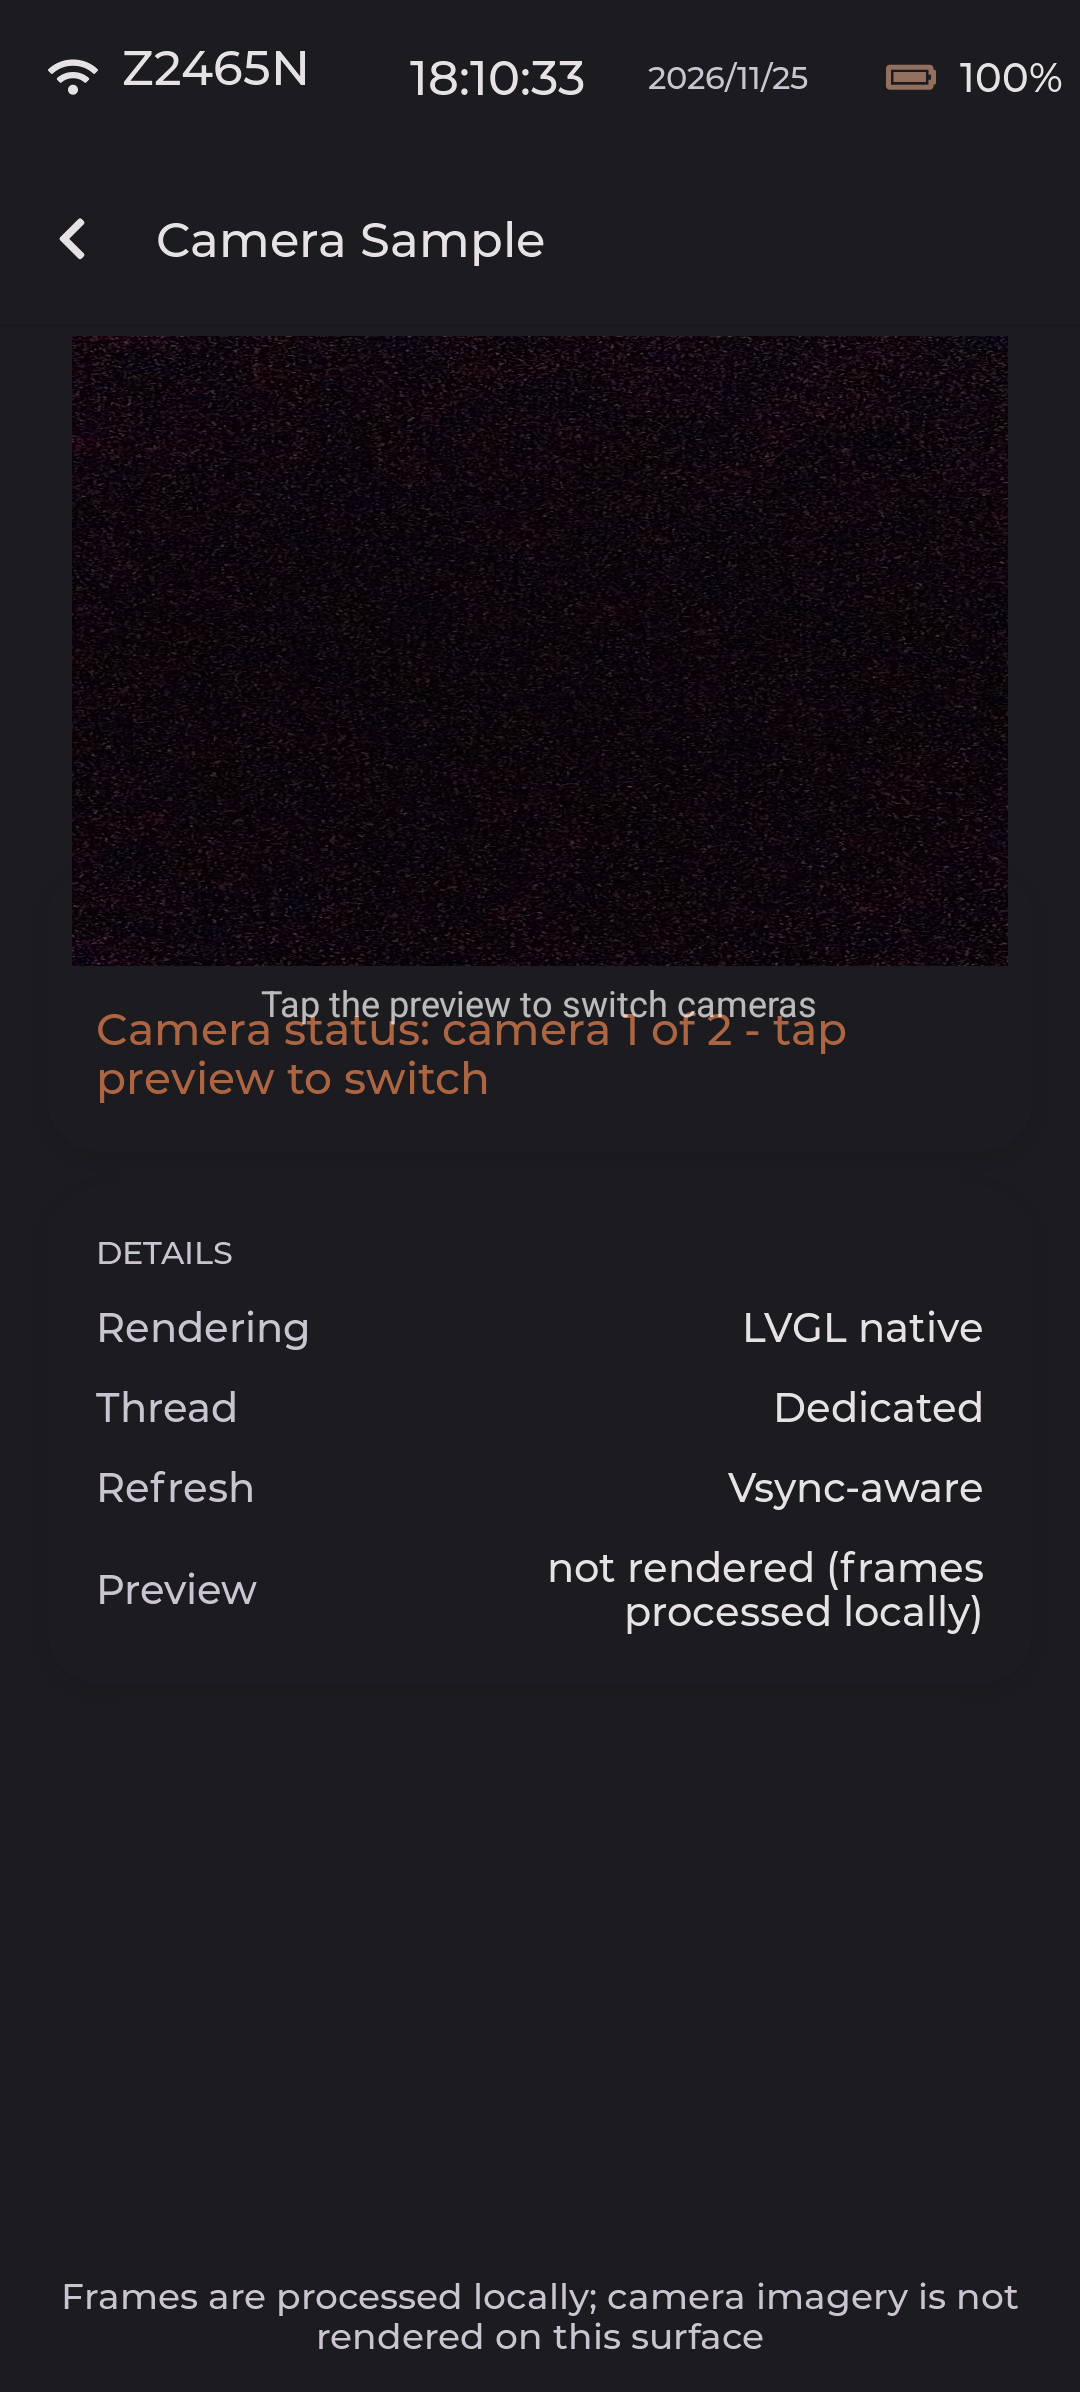 Z2465N 18:10:33 2026/11/25 100%
Camera Sample
Tap the preview to switch cameras
Camera status: camera 1 of 2 - tap
preview to switch
DETAILS
Rendering LVGL native
Thread Dedicated
Refresh Vsync-aware
Preview not rendered (frames
processed locally)
Frames are processed locally; camera imagery is not
rendered on this surface